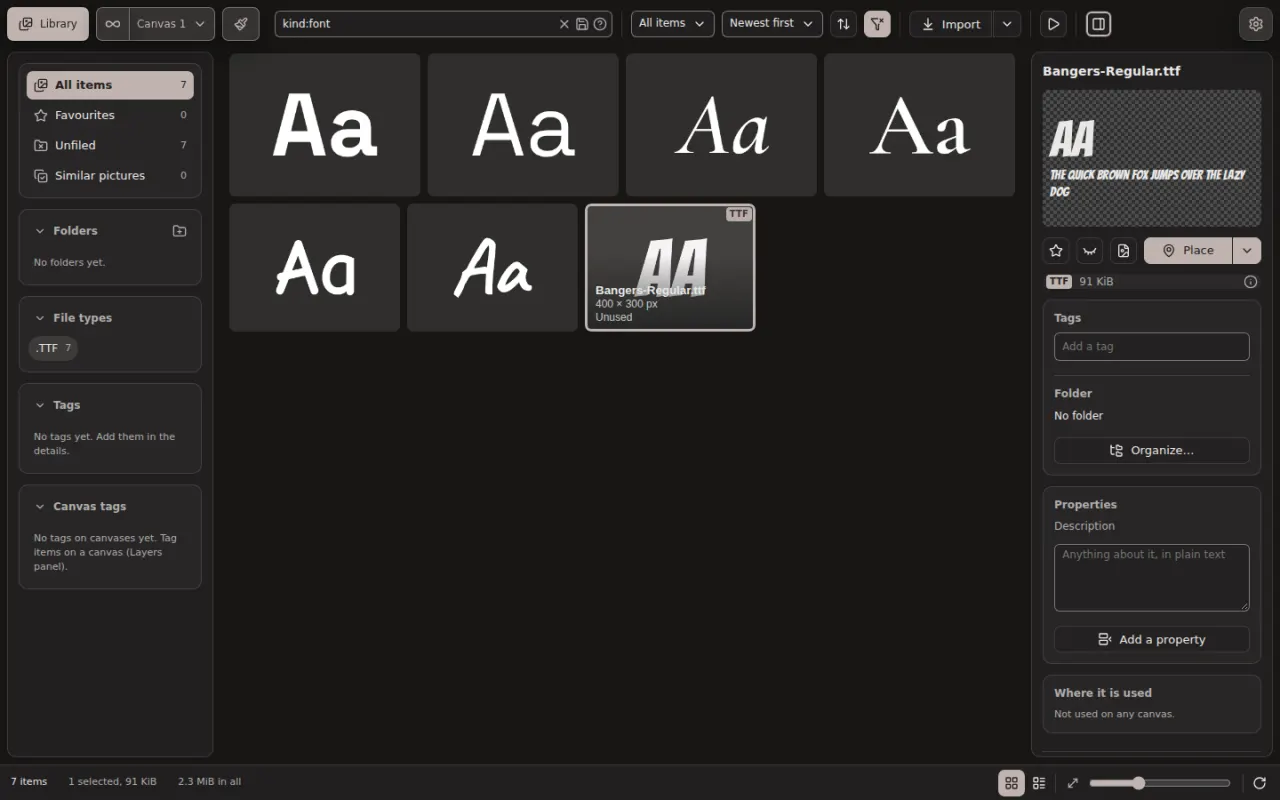 Library
Canvas 1
kind:font
All items
Newest first
Import
All items 7
Favourites 0
Unfiled 7
Similar pictures 0
Folders
No folders yet.
File types
.TTF 7
Tags
No tags yet. Add them in the
details.
Canvas tags
No tags on canvases yet. Tag
items on a canvas (Layers
panel).
Aa
Aa
Aa
Aa
Aa
Aa
AA
TTF
Bangers-Regular.ttf
400 × 300 px
Unused
Bangers-Regular.ttf
AA
THE QUICK BROWN FOX JUMPS OVER THE LAZY
DOG
Place
TTF 91 KiB
Tags
Add a tag
Folder
No folder
Organize...
Properties
Description
Anything about it, in plain text
Add a property
Where it is used
Not used on any canvas.
7 items
1 selected, 91 KiB
2.3 MiB in all